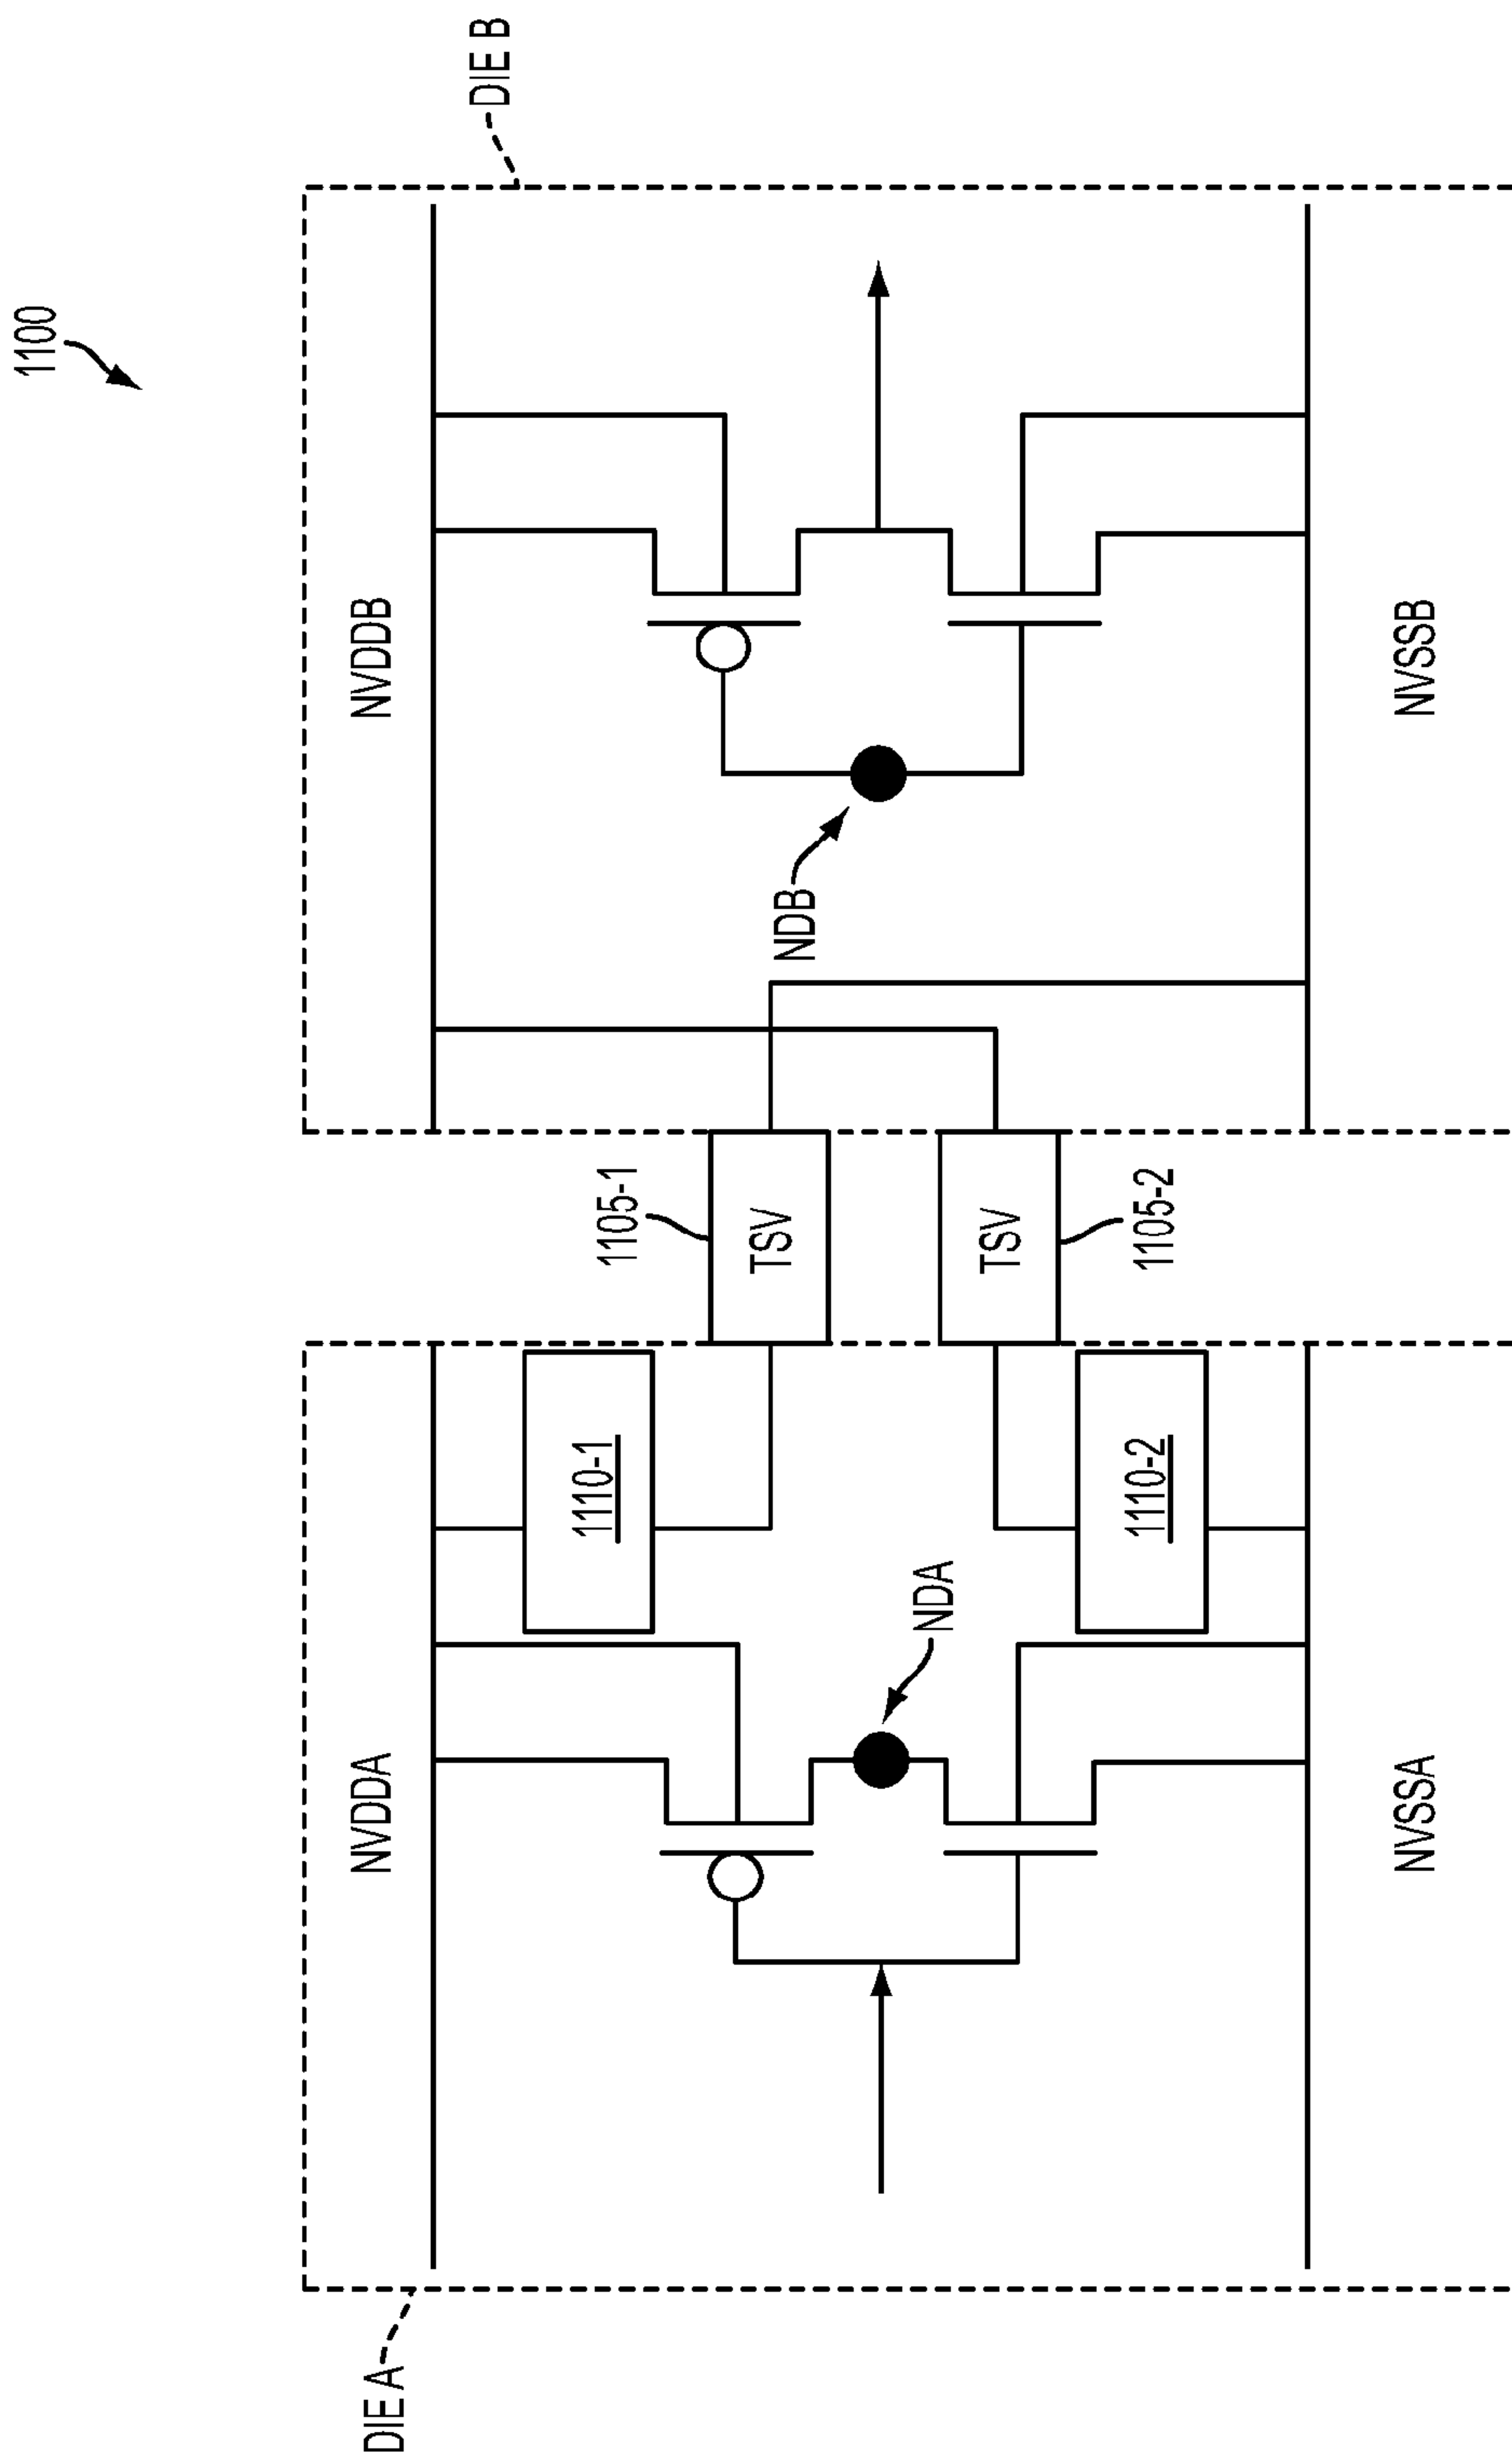 1100
DIE A
DIE B
NVDDA
NVDDB
1110-1
1105-1
TSV
NDB
NDA
TSV
1105-2
1110-2
NVSSA
NVSSB